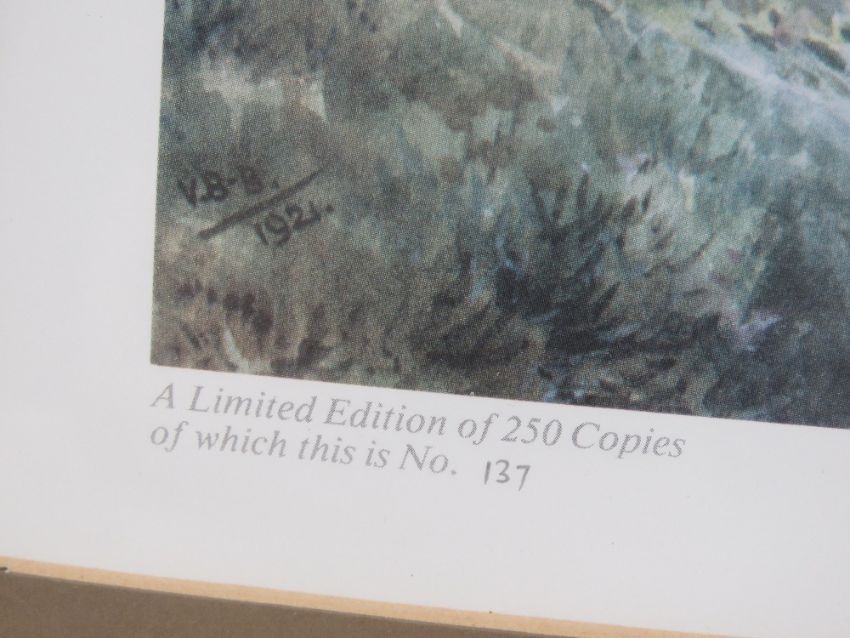 V.B-B.
1921.
A Limited Edition of 250 Copies
of which this is No. 137